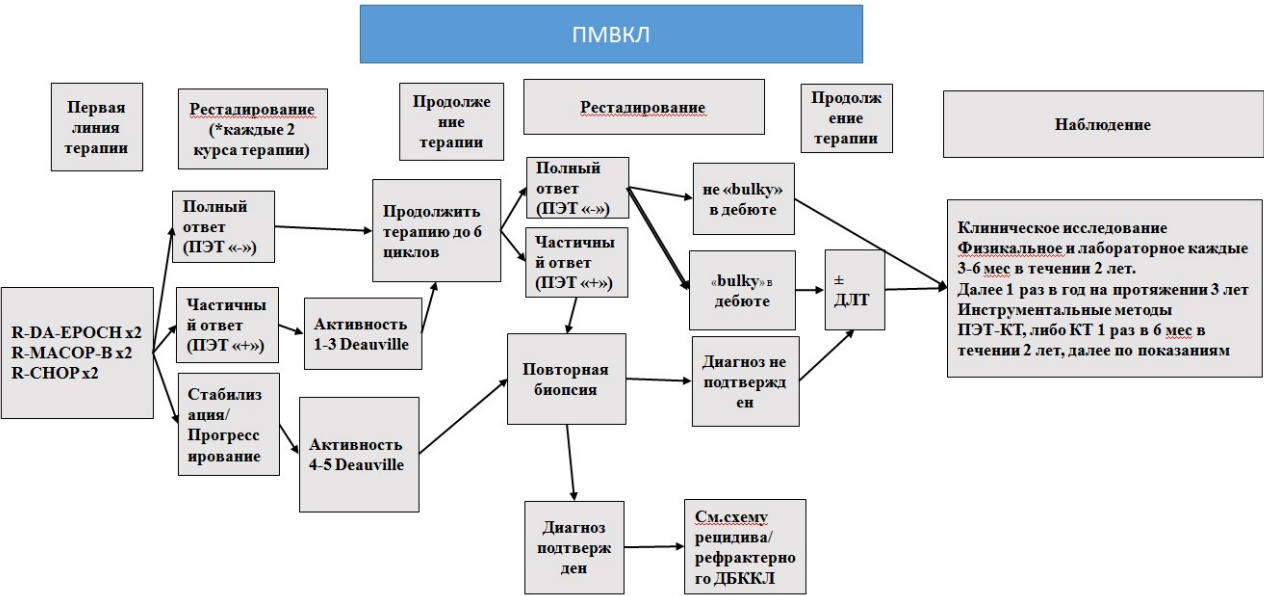 ПМВКЛ
Первая
линия
терапии
Рестадирование
(*каждые 2
курса терапии)
Продолже
ние
терапии
Рестадирование
Продолж
ение
терапии
Наблюдение
R-DA-EPOCH x2
R-MACOP-B x2
R-CHOP x2
Полный
ответ
(ПЭТ «-»)
Частичны
й ответ
(ПЭТ «+»)
Стабилиз
ация/
Прогресс
ирование
Активность
1-3 Deauville
Активность
4-5 Deauville
Продолжить
терапию до 6
циклов
Полный
ответ
(ПЭТ «-»)
Частичны
й ответ
(ПЭТ «+»)
Повторная
биопсия
Диагноз
подтверж
ден
не «bulky»
в дебюте
«bulky» в
дебюте
Диагноз не
подтвержд
ен
См.схему
рецидива/
рефрактерно
го ДБККЛ
±
ДЛТ
Клиническое исследование
Физикальное и лабораторное каждые
3-6 мес в течении 2 лет.
Далее 1 раз в год на протяжении 3 лет
Инструментальные методы
ПЭТ-КТ, либо КТ 1 раз в 6 мес в
течении 2 лет, далее по показаниям